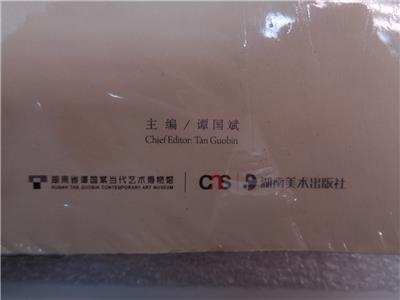 主 编 / 谭国斌
Chief Editor: Tan Guobin
湖南省谭国斌当代艺术博物馆
HUNAN TAN GUOBIN CONTEMPORARY ART MUSEUM
CTS 湖南美术出版社